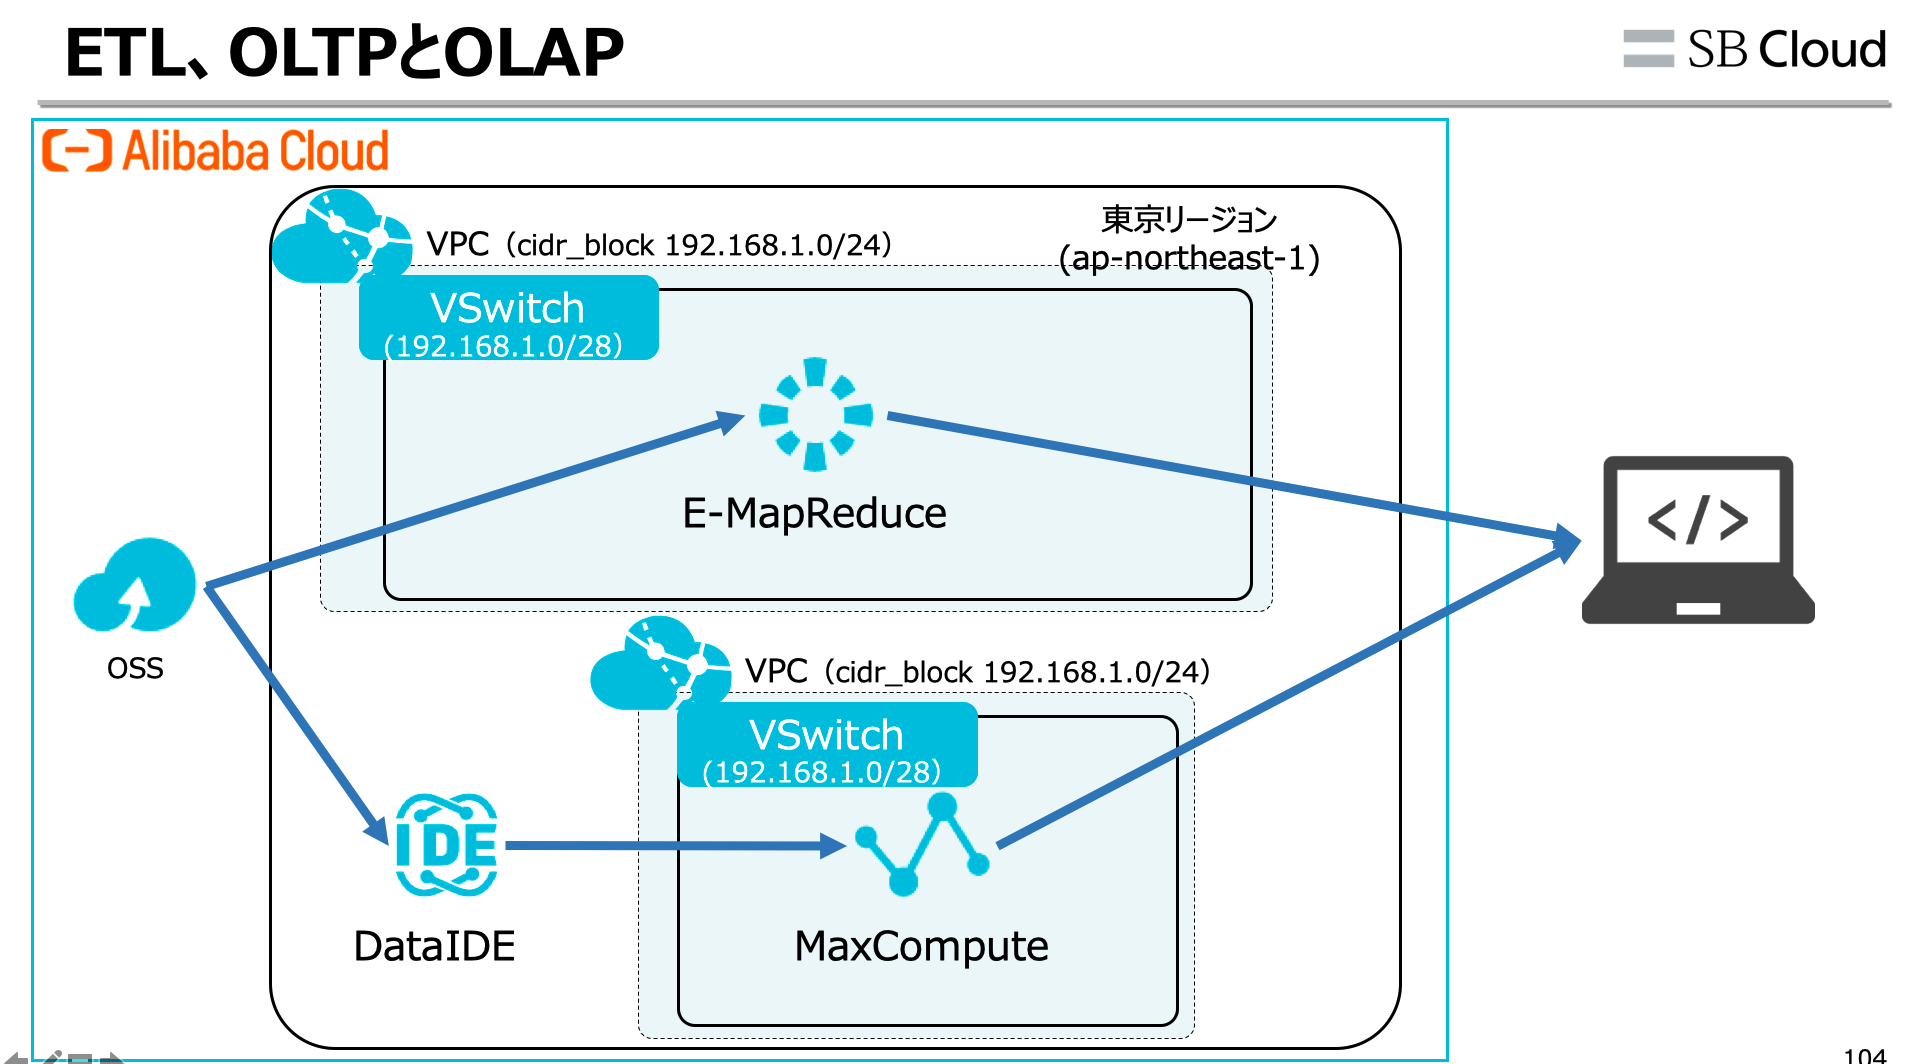 ETL、OLTPとOLAP
SB Cloud
Alibaba Cloud
東京リージョン
(ap-northeast-1)
VPC（cidr_block 192.168.1.0/24）
VSwitch
(192.168.1.0/28）
E-MapReduce
</>
OSS
VPC（cidr_block 192.168.1.0/24）
VSwitch
(192.168.1.0/28）
IDE
DataIDE
MaxCompute
104